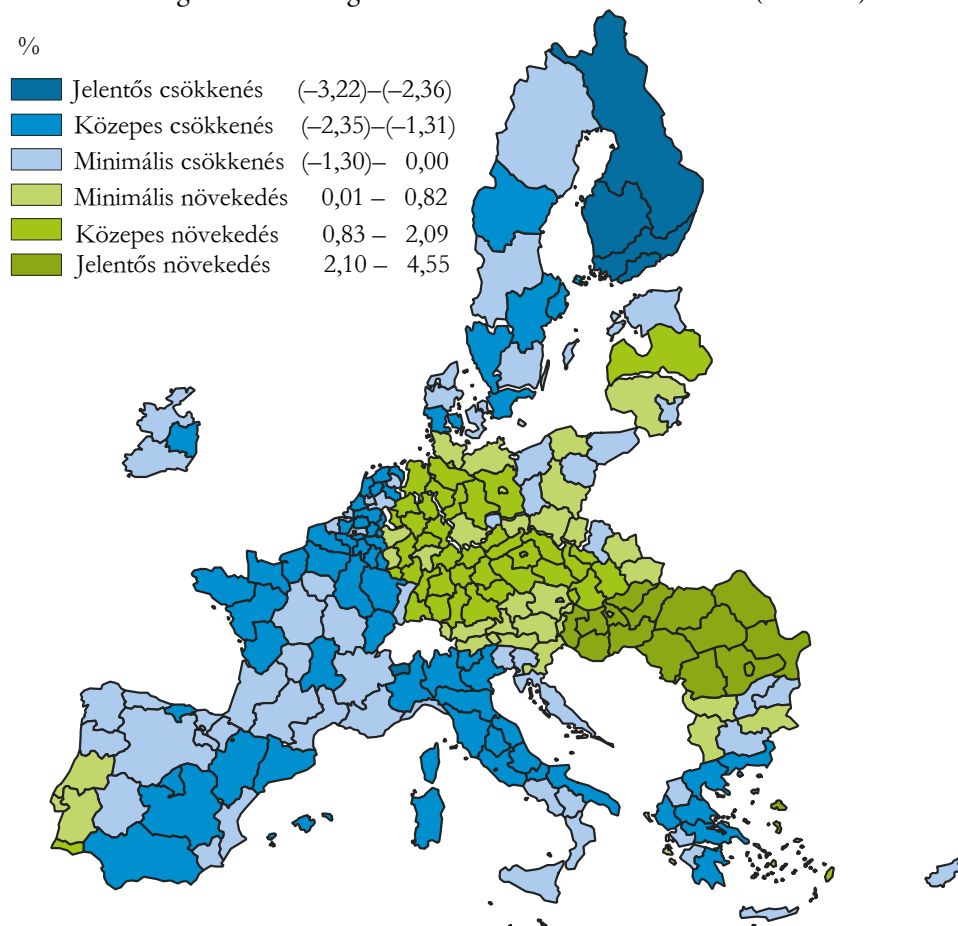 %
Jelentős csökkenés (–3,22)–(–2,36)
Közepes csökkenés (–2,35)–(–1,31)
Minimális csökkenés (–1,30)– 0,00
Minimális növekedés 0,01 – 0,82
Közepes növekedés 0,83 – 2,09
Jelentős növekedés 2,10 – 4,55